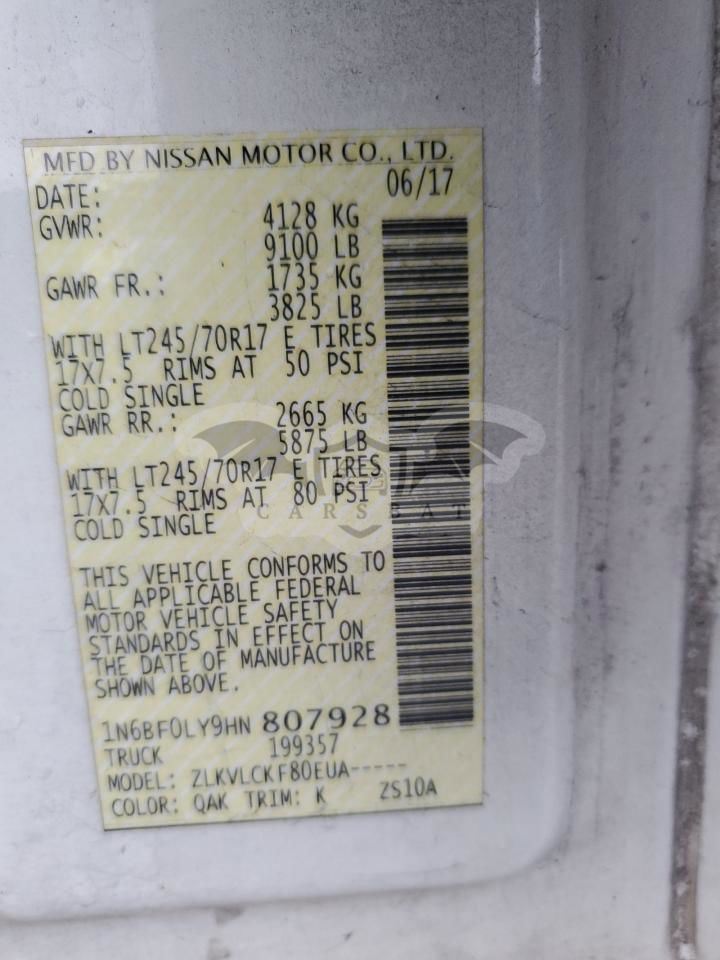 MFD BY NISSAN MOTOR CO., LTD.
DATE: 06/17
GVWR: 4128 KG
9100 LB
GAWR FR.: 1735 KG
3825 LB
WITH LT245/70R17 E TIRES
17X7.5 RIMS AT 50 PSI
COLD SINGLE
GAWR RR.: 2665 KG
5875 LB
WITH LT245/70R17 E TIRES
17X7.5 RIMS AT 80 PSI
COLD SINGLE
CARSBAT
THIS VEHICLE CONFORMS TO
ALL APPLICABLE FEDERAL
MOTOR VEHICLE SAFETY
STANDARDS IN EFFECT ON
THE DATE OF MANUFACTURE
SHOWN ABOVE.
1N6BF0LY9HN 807928
TRUCK 199357
MODEL: ZLKVLCKF80EUA-----
COLOR: QAK TRIM: K ZS10A